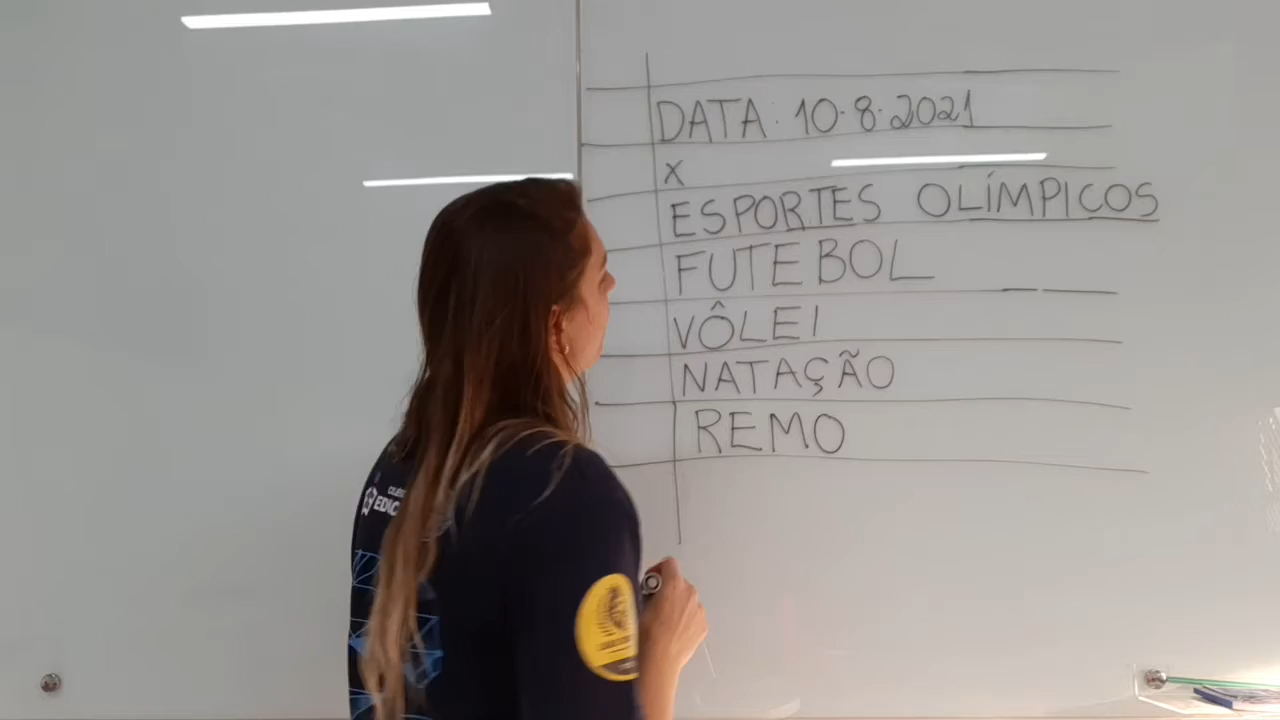 DATA: 10.8.2021
X
ESPORTES OLÍMPICOS
FUTEBOL
VÔLEI
NATAÇÃO
REMO